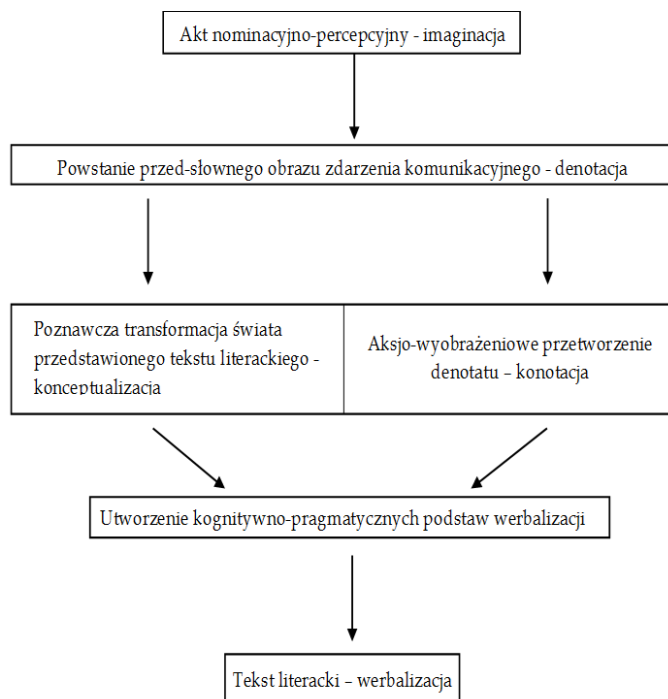 Akt nominacyjno-percepcyjny - imaginacja
Powstanie przed-słownego obrazu zdarzenia komunikacyjnego - denotacja
Poznawcza transformacja świata
przedstawionego tekstu literackiego -
konceptualizacja
Aksjo-wyobrażeniowe przetworzenie
denotatu – konotacja
Utworzenie kognitywno-pragmatycznych podstaw werbalizacji
Tekst literacki – werbalizacja